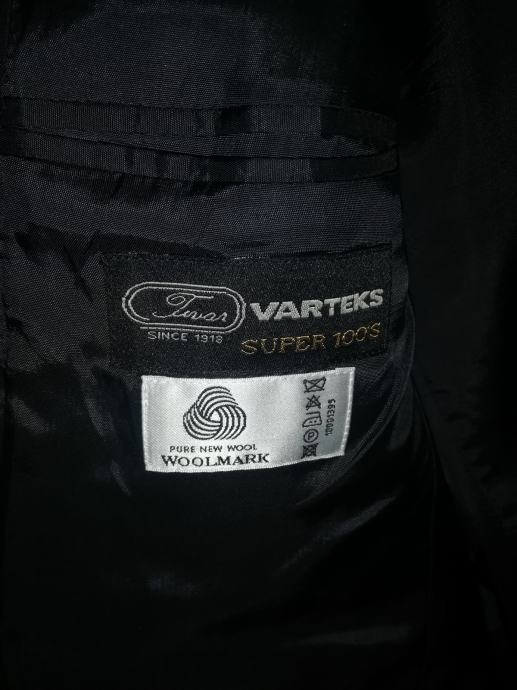 Tivar
VARTEKS
SINCE 1918
SUPER 100'S
PURE NEW WOOL
WOOLMARK